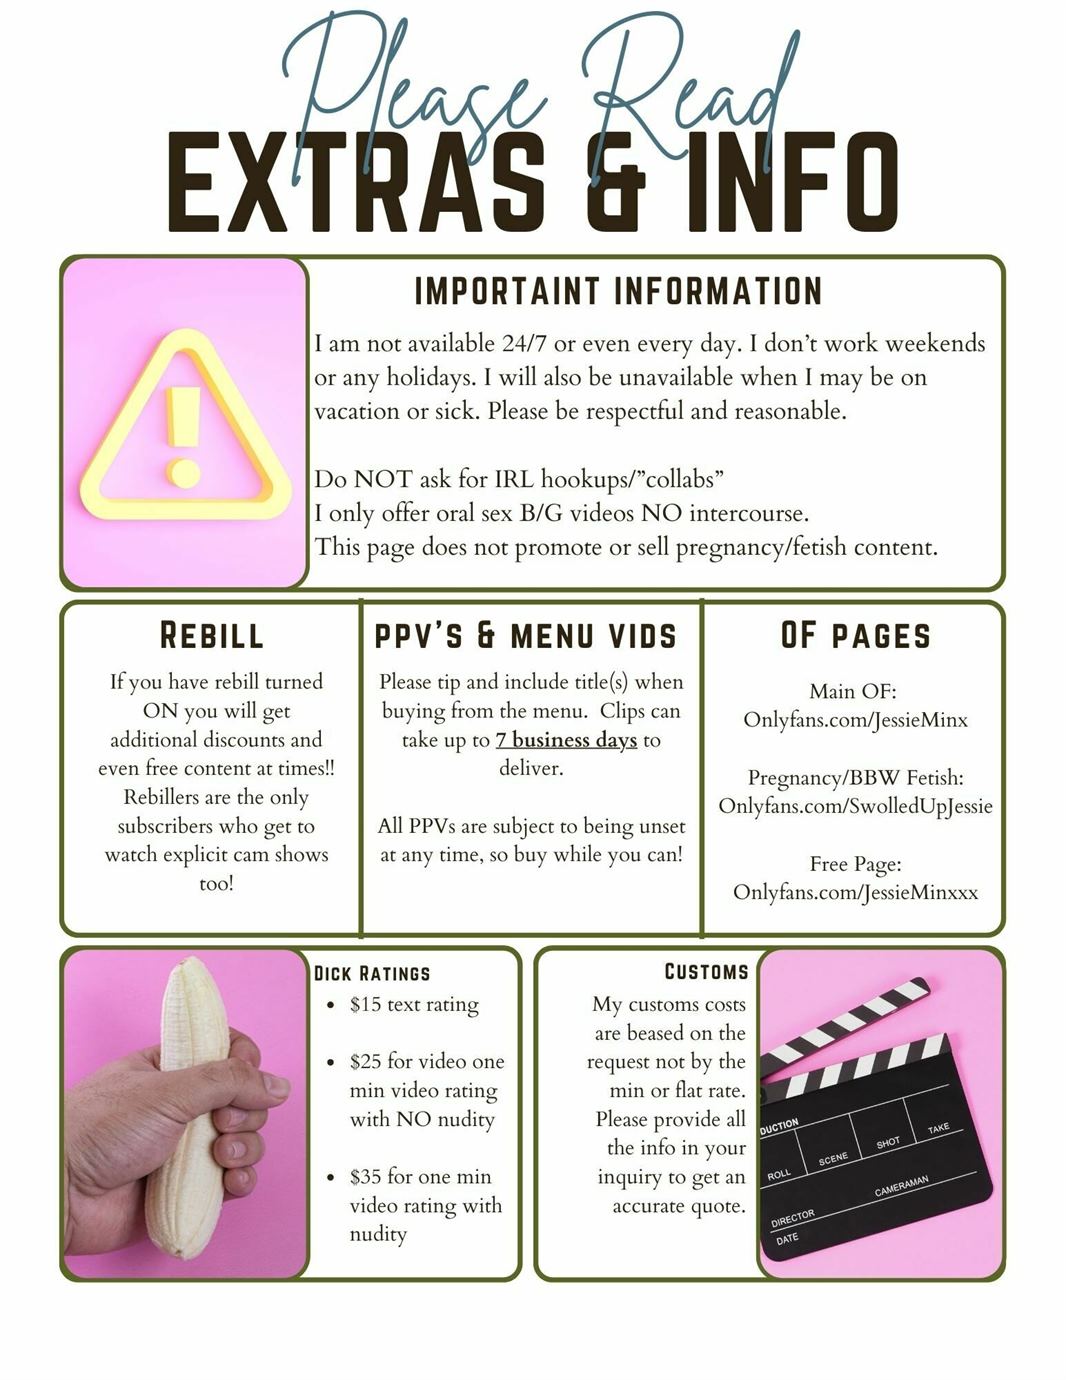 Please Read
EXTRAS & INFO
IMPORTAINT INFORMATION
I am not available 24/7 or even every day. I don't work weekends
or any holidays. I will also be unavailable when I may be on
vacation or sick. Please be respectful and reasonable.
Do NOT ask for IRL hookups/"collabs"
I only offer oral sex B/G videos NO intercourse.
This page does not promote or sell pregnancy/fetish content.
REBILL
If you have rebill turned
ON you will get
additional discounts and
even free content at times!!
Rebillers are the only
subscribers who get to
watch explicit cam shows
too!
PPV'S & MENU VIDS
Please tip and include title(s) when
buying from the menu. Clips can
take up to 7 business days to
deliver.
All PPVs are subject to being unset
at any time, so buy while you can!
OF PAGES
Main OF:
Onlyfans.com/JessieMinx
Pregnancy/BBW Fetish:
Onlyfans.com/SwolledUpJessie
Free Page:
Onlyfans.com/JessieMinxxx
DICK RATINGS
• $15 text rating
• $25 for video one
min video rating
with NO nudity
• $35 for one min
video rating with
nudity
CUSTOMS
My customs costs
are beased on the
request not by the
min or flat rate.
Please provide all
the info in your
inquiry to get an
accurate quote.
DUCTION
ROLL SCENE SHOT TAKE
DIRECTOR CAMERAMAN
DATE